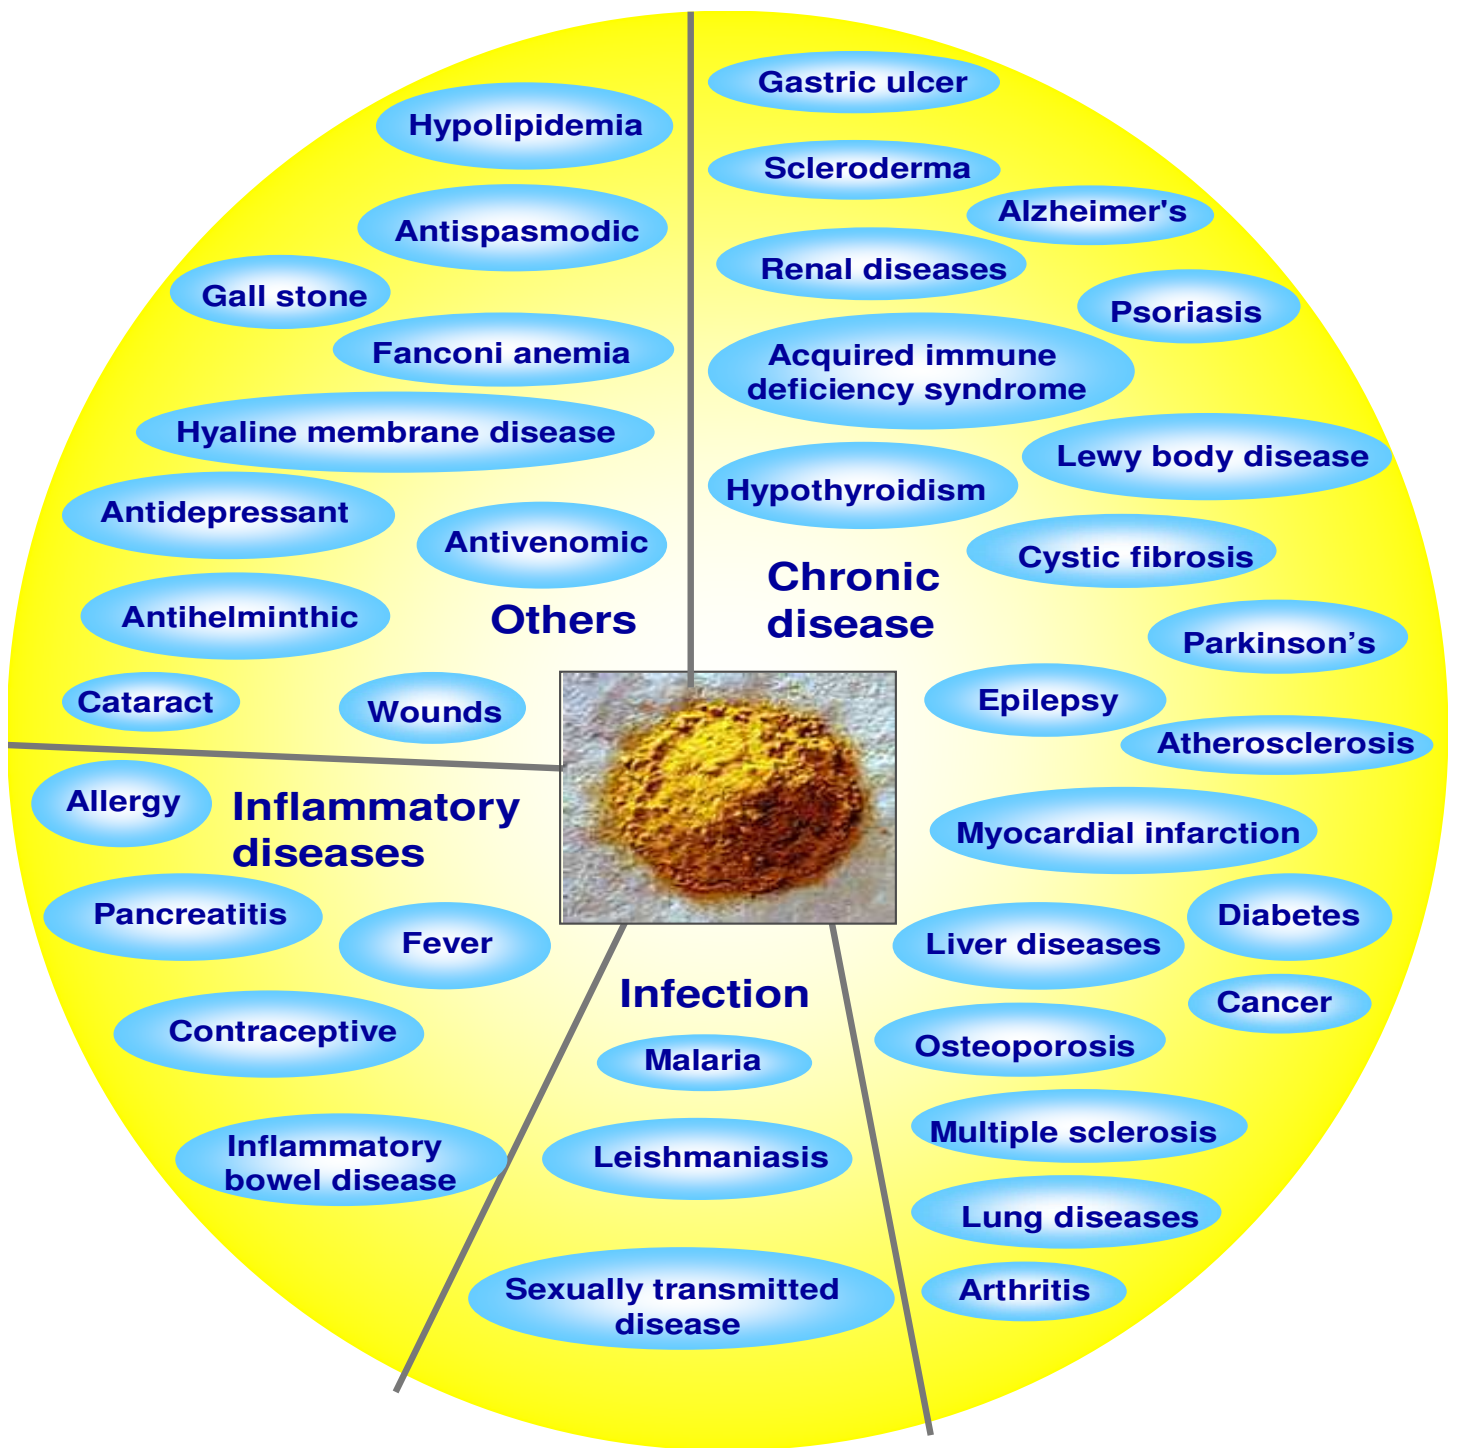 Hypolipidemia
Antispasmodic
Gall stone
Fanconi anemia
Hyaline membrane disease
Antidepressant
Antivenomic
Antihelminthic
Others
Cataract
Wounds
Gastric ulcer
Scleroderma
Alzheimer's
Renal diseases
Psoriasis
Acquired immune
deficiency syndrome
Lewy body disease
Hypothyroidism
Cystic fibrosis
Chronic
disease
Parkinson’s
Epilepsy
Atherosclerosis
Myocardial infarction
Diabetes
Liver diseases
Cancer
Osteoporosis
Multiple sclerosis
Lung diseases
Arthritis
Allergy
Inflammatory
diseases
Pancreatitis
Fever
Contraceptive
Inflammatory
bowel disease
Infection
Malaria
Leishmaniasis
Sexually transmitted
disease